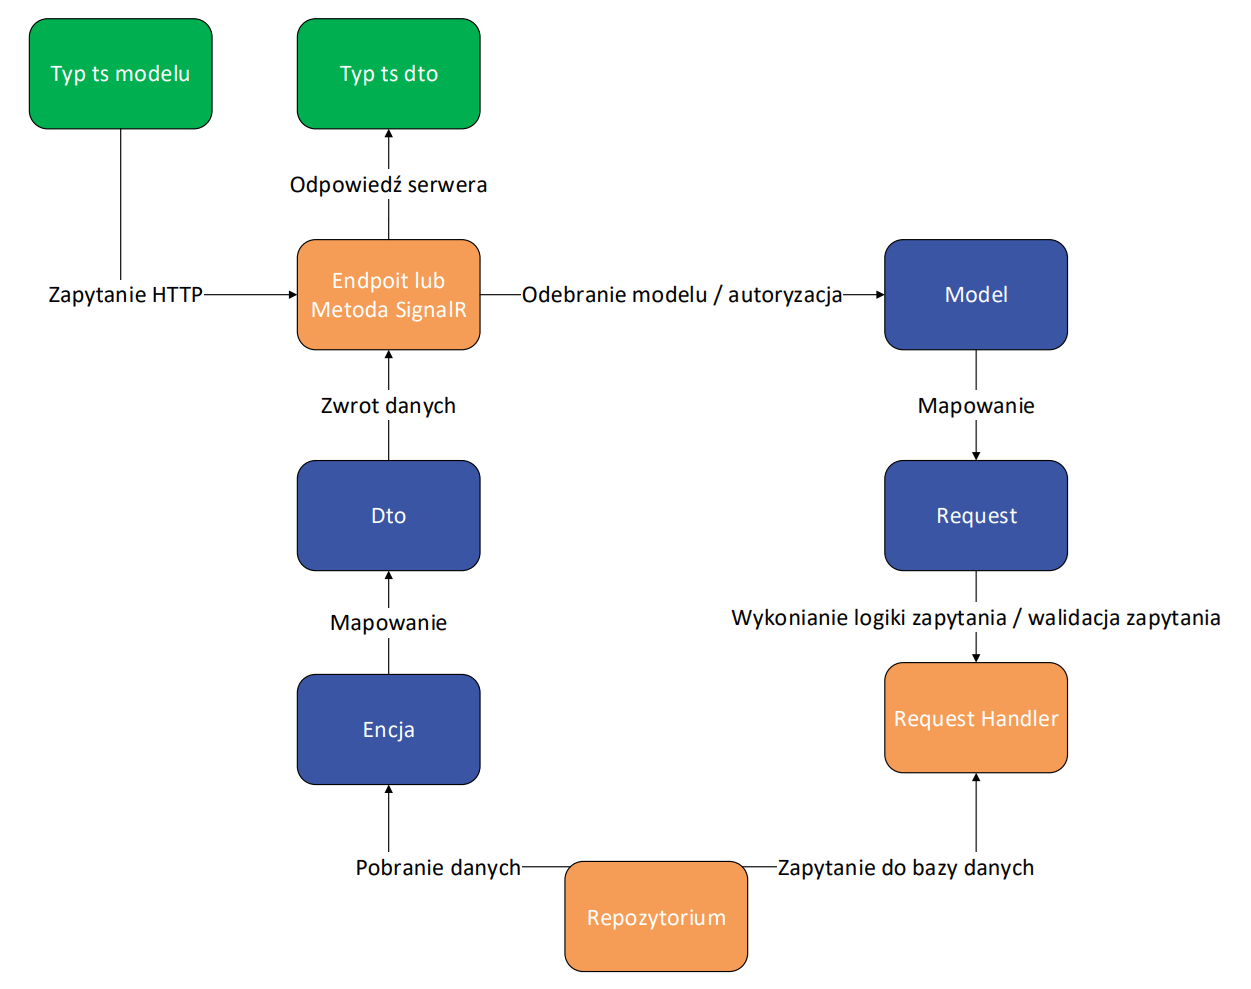 Typ ts modelu
Typ ts dto
Odpowiedź serwera
Zapytanie HTTP
Endpoit lub
Metoda SignalR
Odebranie modelu / autoryzacja
Model
Zwrot danych
Mapowanie
Dto
Request
Mapowanie
Wykonianie logiki zapytania / walidacja zapytania
Encja
Request Handler
Pobranie danych
Zapytanie do bazy danych
Repozytorium